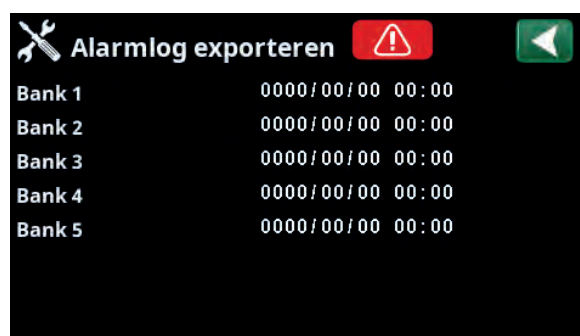 Alarmlog exporteren
Bank 1 0000/00/00 00:00
Bank 2 0000/00/00 00:00
Bank 3 0000/00/00 00:00
Bank 4 0000/00/00 00:00
Bank 5 0000/00/00 00:00